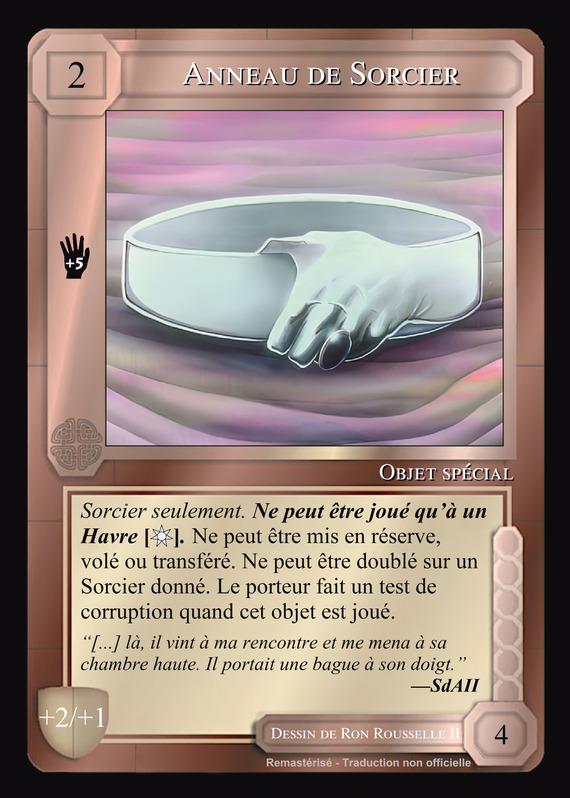 2
ANNEAU DE SORCIER
+5
OBJET SPÉCIAL
Sorcier seulement. Ne peut être joué qu’à un
Havre [☼]. Ne peut être mis en réserve,
volé ou transféré. Ne peut être doublé sur un
Sorcier donné. Le porteur fait un test de
corruption quand cet objet est joué.
“[...] là, il vint à ma rencontre et me mena à sa
chambre haute. Il portait une bague à son doigt.”
—SdAII
+2/+1
DESSIN DE RON ROUSSELLE II
4
Remastérisé - Traduction non officielle